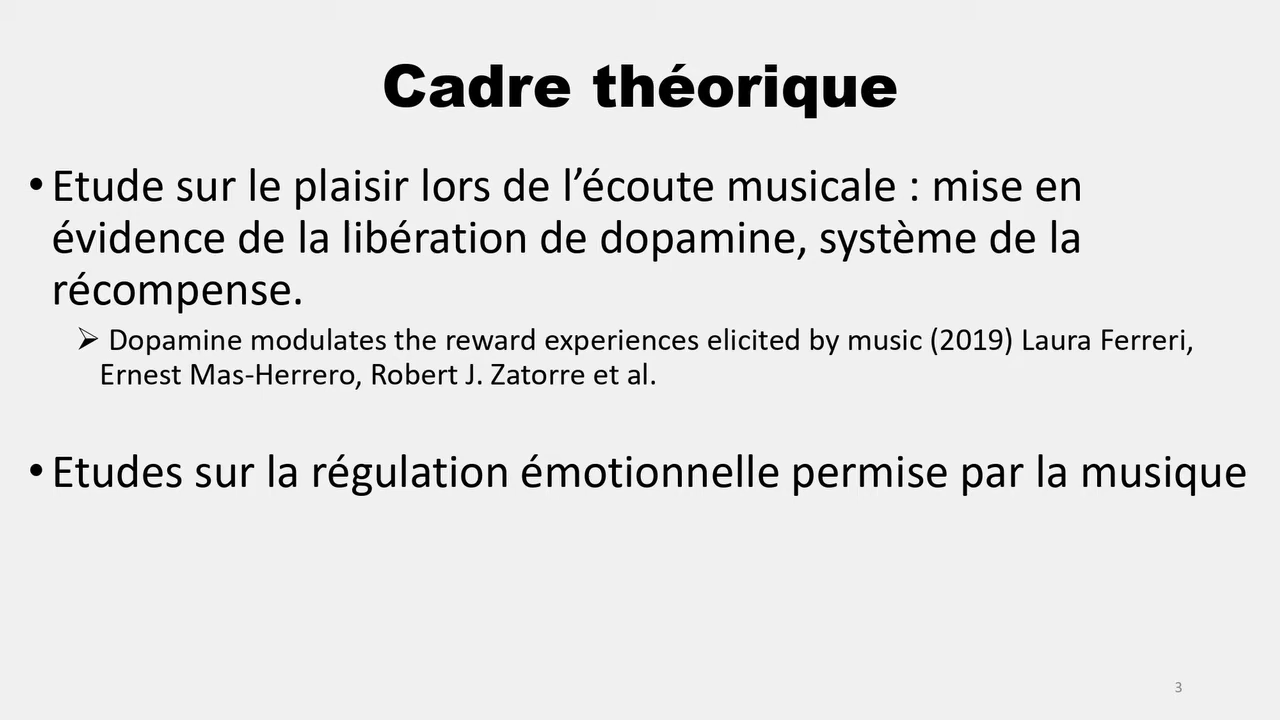 Cadre théorique
•Etude sur le plaisir lors de l’écoute musicale : mise en
évidence de la libération de dopamine, système de la
récompense.
➢ Dopamine modulates the reward experiences elicited by music (2019) Laura Ferreri,
Ernest Mas-Herrero, Robert J. Zatorre et al.
•Etudes sur la régulation émotionnelle permise par la musique
3